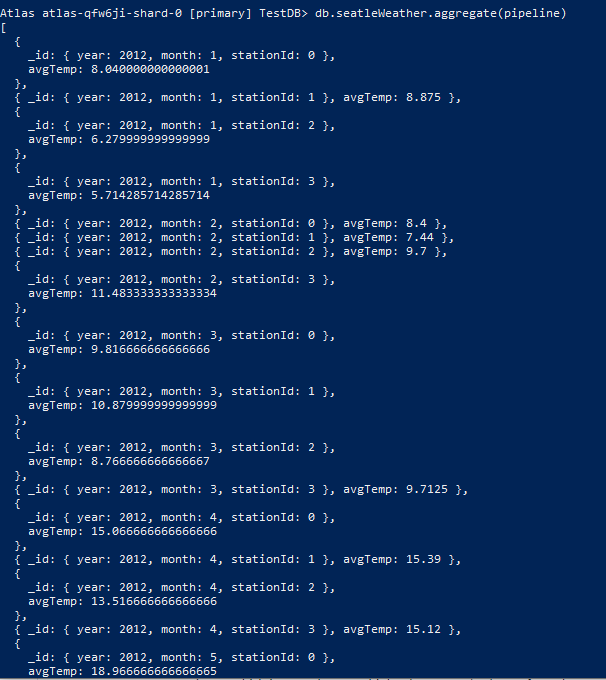 Atlas atlas-qfw6ji-shard-0 [primary] TestDB> db.seatleWeather.aggregate(pipeline)
[
  {
    _id: { year: 2012, month: 1, stationId: 0 },
    avgTemp: 8.040000000000001
  },
  { _id: { year: 2012, month: 1, stationId: 1 }, avgTemp: 8.875 },
  {
    _id: { year: 2012, month: 1, stationId: 2 },
    avgTemp: 6.279999999999999
  },
  {
    _id: { year: 2012, month: 1, stationId: 3 },
    avgTemp: 5.714285714285714
  },
  { _id: { year: 2012, month: 2, stationId: 0 }, avgTemp: 8.4 },
  { _id: { year: 2012, month: 2, stationId: 1 }, avgTemp: 7.44 },
  { _id: { year: 2012, month: 2, stationId: 2 }, avgTemp: 9.7 },
  {
    _id: { year: 2012, month: 2, stationId: 3 },
    avgTemp: 11.483333333333334
  },
  {
    _id: { year: 2012, month: 3, stationId: 0 },
    avgTemp: 9.816666666666666
  },
  {
    _id: { year: 2012, month: 3, stationId: 1 },
    avgTemp: 10.879999999999999
  },
  {
    _id: { year: 2012, month: 3, stationId: 2 },
    avgTemp: 8.766666666666667
  },
  { _id: { year: 2012, month: 3, stationId: 3 }, avgTemp: 9.7125 },
  {
    _id: { year: 2012, month: 4, stationId: 0 },
    avgTemp: 15.066666666666666
  },
  { _id: { year: 2012, month: 4, stationId: 1 }, avgTemp: 15.39 },
  {
    _id: { year: 2012, month: 4, stationId: 2 },
    avgTemp: 13.516666666666666
  },
  { _id: { year: 2012, month: 4, stationId: 3 }, avgTemp: 15.12 },
  {
    _id: { year: 2012, month: 5, stationId: 0 },
    avgTemp: 18.966666666666665